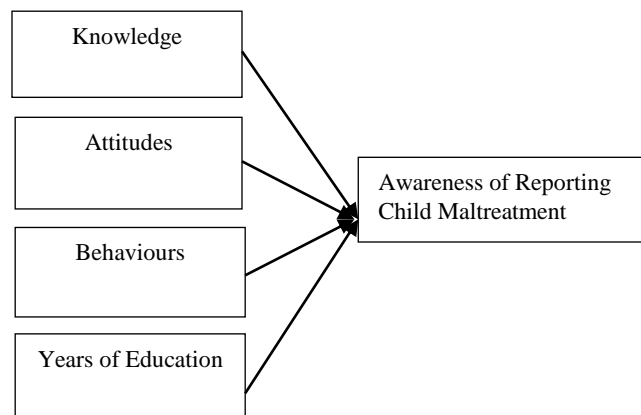 Knowledge
Attitudes
Behaviours
Years of Education
Awareness of Reporting
Child Maltreatment